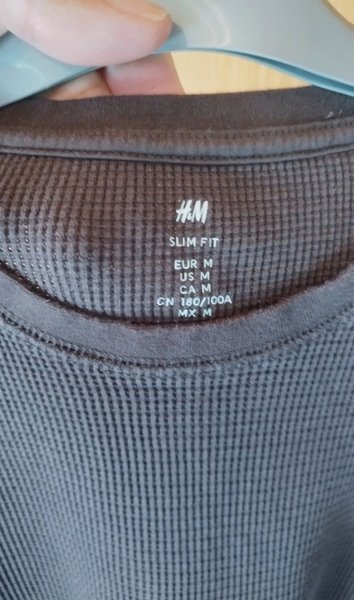 H&M
SLIM FIT
EUR M
US M
CA M
CN 180/100A
MX M